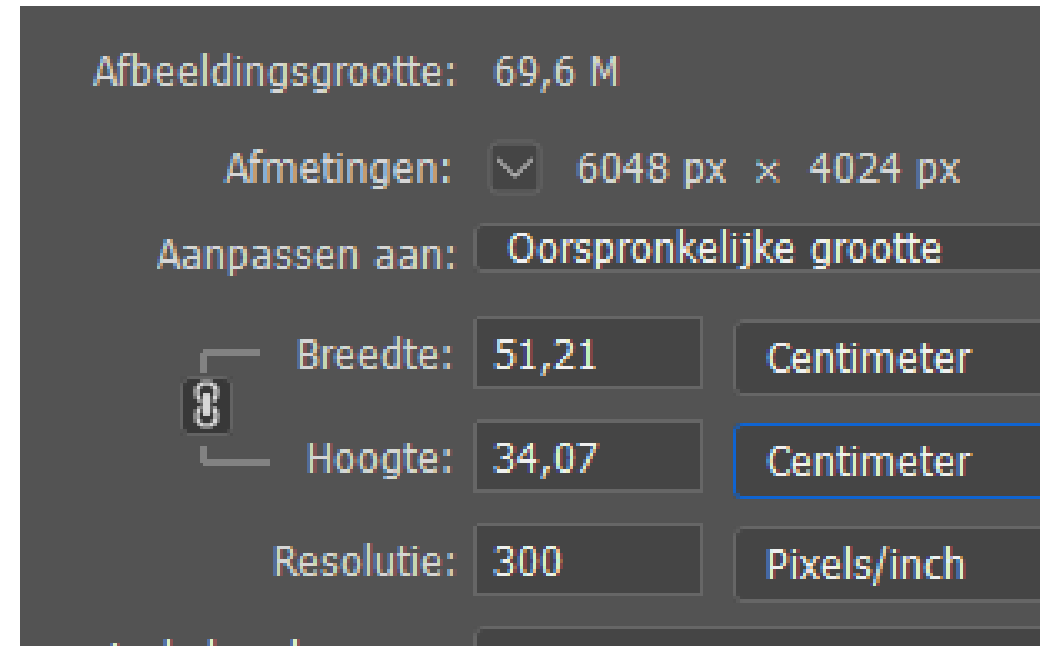 Afbeeldingsgrootte: 69,6 M
Afmetingen: 6048 px × 4024 px
Aanpassen aan: Oorspronkelijke grootte
Breedte: 51,21 Centimeter
Hoogte: 34,07 Centimeter
Resolutie: 300 Pixels/inch